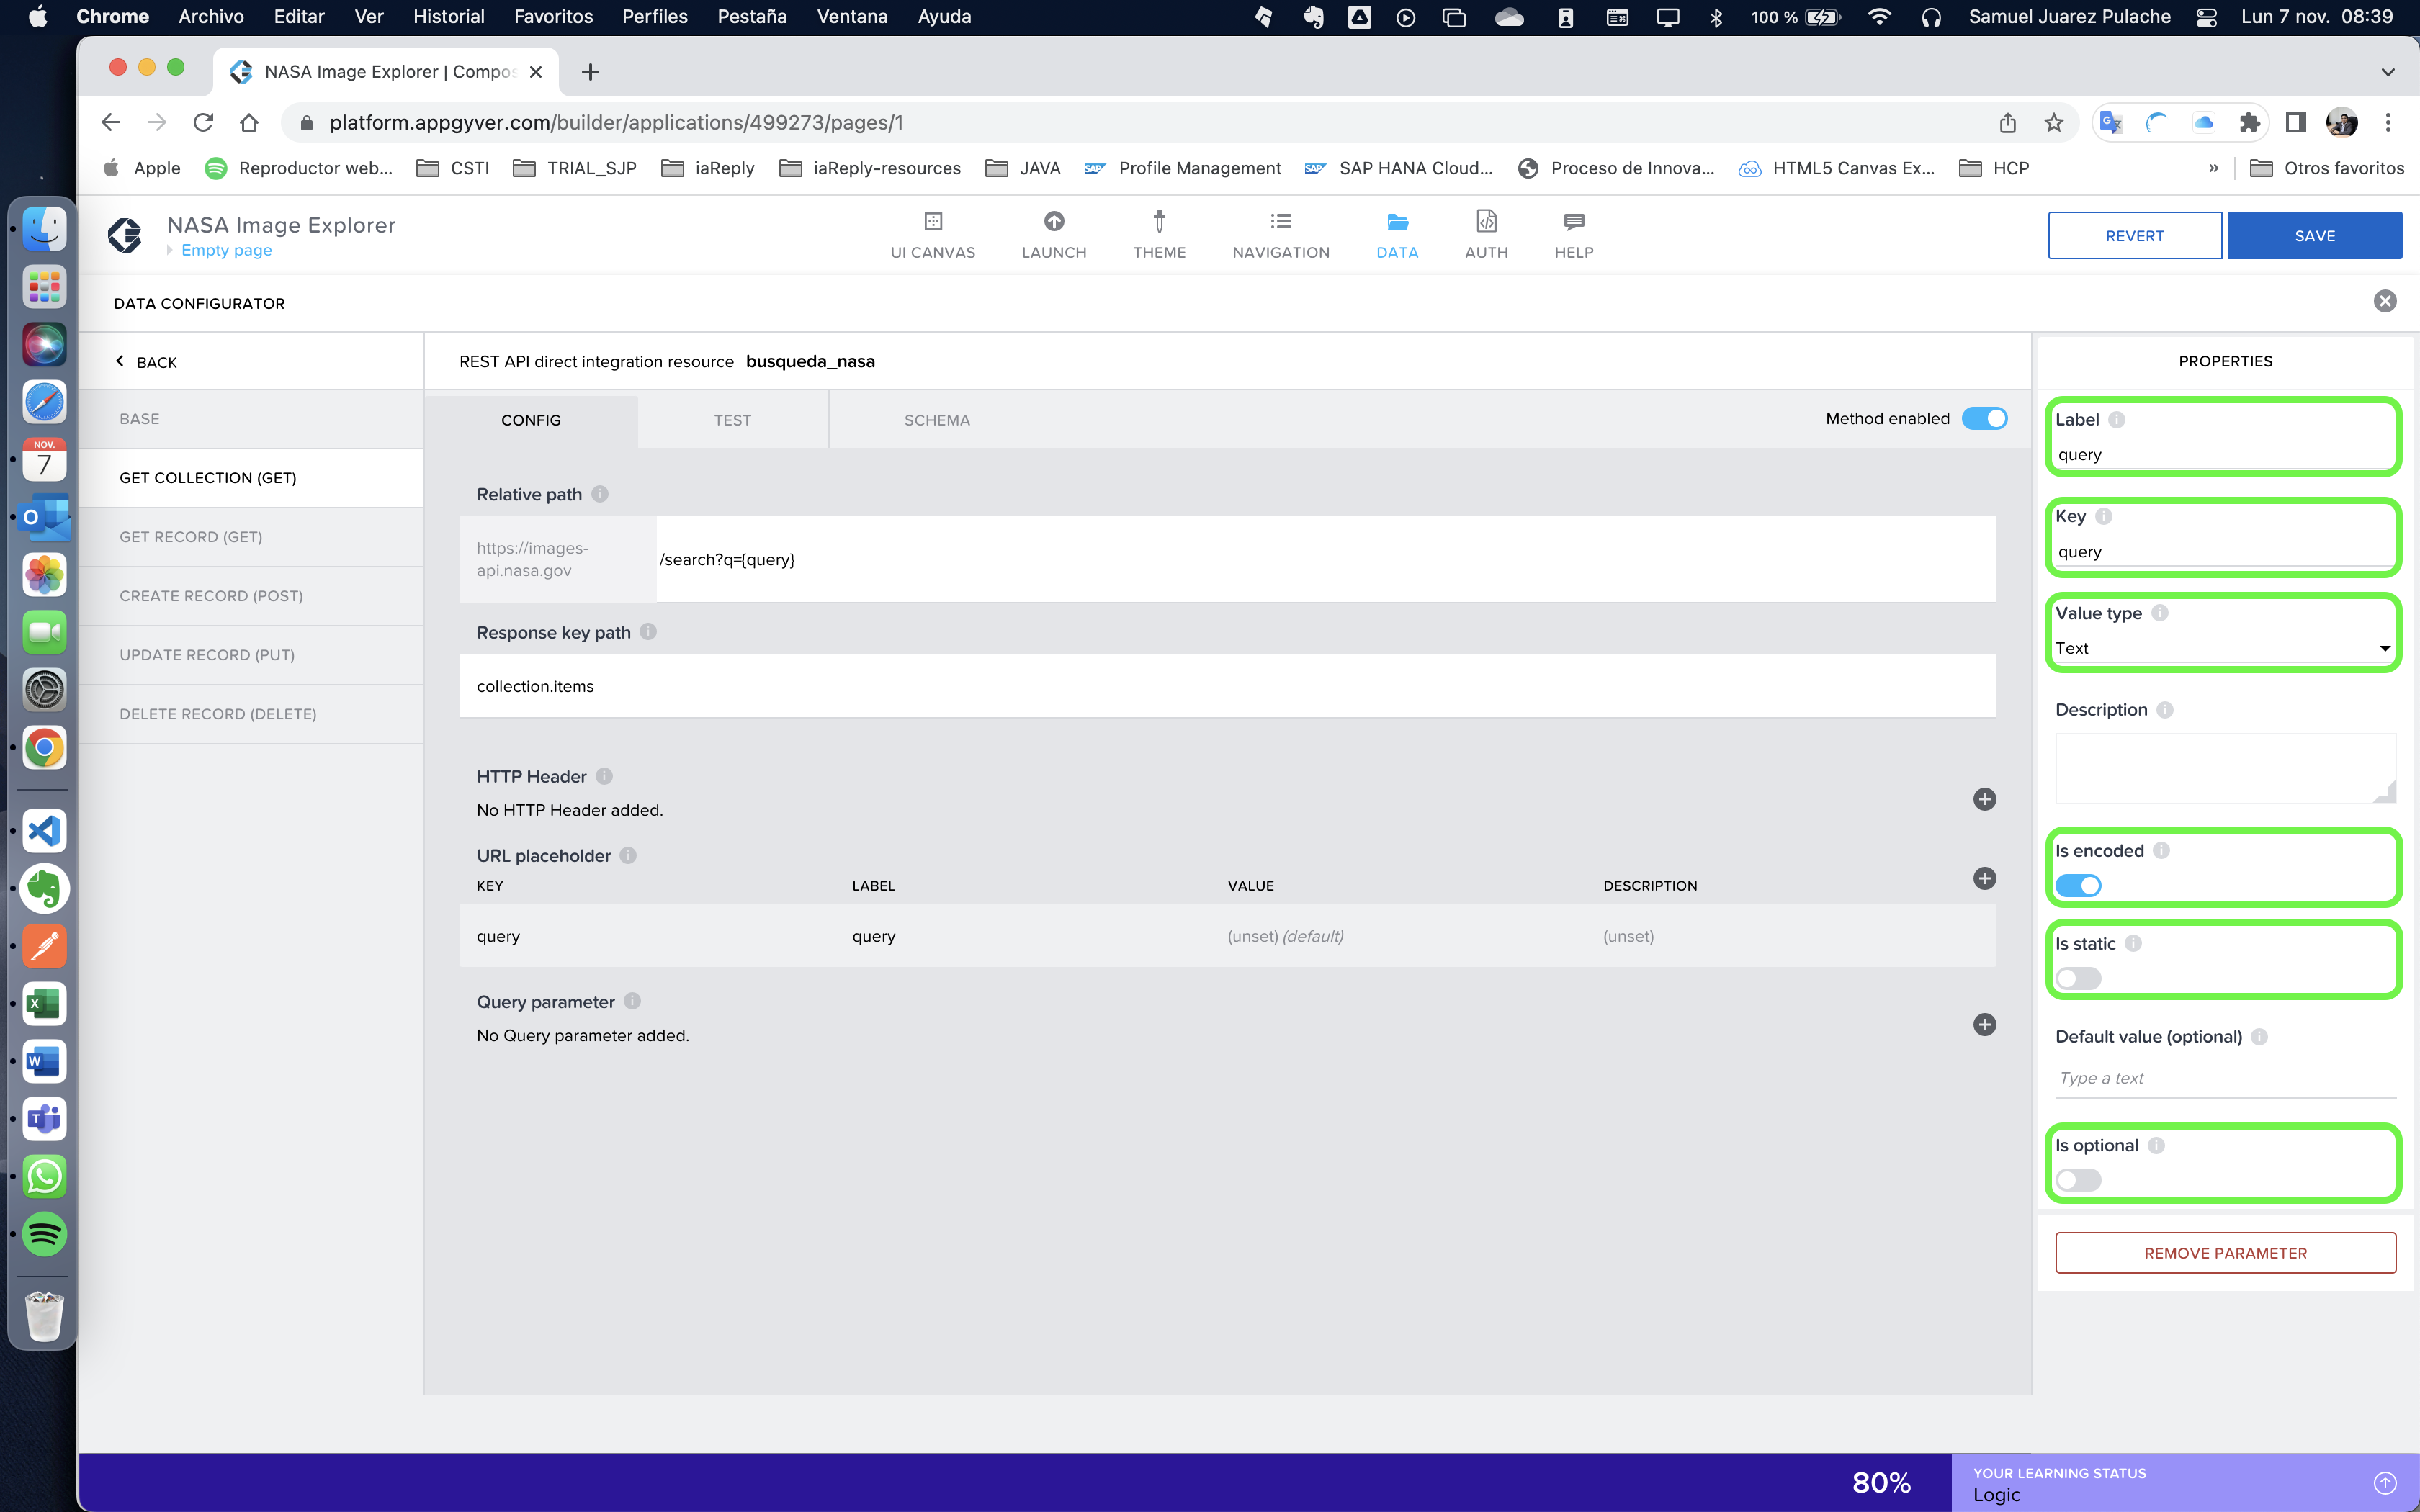 Chrome Archivo Editar Ver Historial Favoritos Perfiles Pestaña Ventana Ayuda 100 % Samuel Juarez Pulache Lun 7 nov. 08:39
NASA Image Explorer | Compos
platform.appgyver.com/builder/applications/499273/pages/1
Apple Reproductor web... CSTI TRIAL_SJP iaReply iaReply-resources JAVA SAP Profile Management SAP SAP HANA Cloud... Proceso de Innova... HTML5 Canvas Ex... HCP » Otros favoritos
NASA Image Explorer
Empty page
UI CANVAS LAUNCH THEME NAVIGATION DATA AUTH HELP
REVERT SAVE
DATA CONFIGURATOR
BACK
REST API direct integration resource busqueda_nasa
PROPERTIES
BASE
GET COLLECTION (GET)
GET RECORD (GET)
CREATE RECORD (POST)
UPDATE RECORD (PUT)
DELETE RECORD (DELETE)
CONFIG TEST SCHEMA
Method enabled
Relative path
https://images-
api.nasa.gov
/search?q={query}
Response key path
collection.items
HTTP Header
No HTTP Header added.
URL placeholder
KEY LABEL VALUE DESCRIPTION
query query (unset) (default) (unset)
Query parameter
No Query parameter added.
Label
query
Key
query
Value type
Text
Description
Is encoded
Is static
Default value (optional)
Type a text
Is optional
REMOVE PARAMETER
NOV.
7
80%
YOUR LEARNING STATUS
Logic